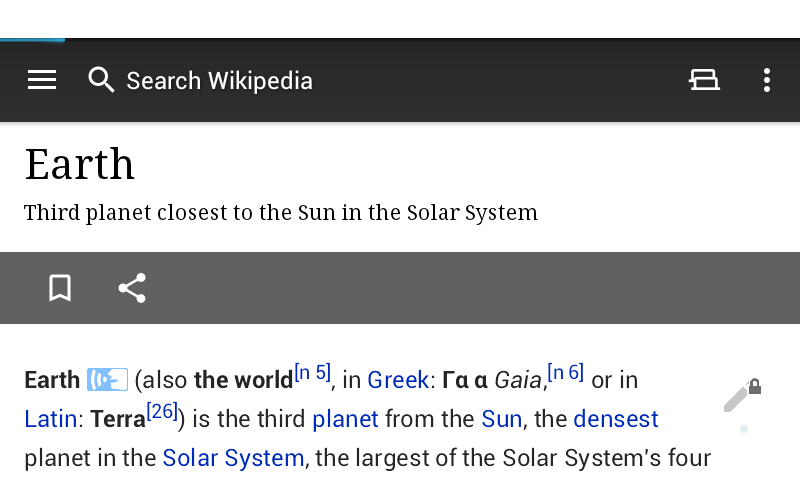 Search Wikipedia
Earth
Third planet closest to the Sun in the Solar System
Earth (also the world[n 5], in Greek: Γα α Gaia,[n 6] or in
Latin: Terra[26]) is the third planet from the Sun, the densest
planet in the Solar System, the largest of the Solar System's four